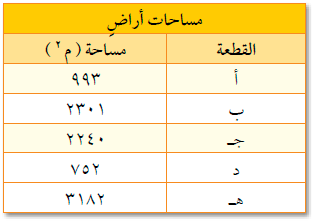 مساحات أراضٍ
القطعة مساحة (م٢)
أ ٩٩٣
ب ٢٣٠١
جـ ٢٢٤٠
د ٧٥٢
هـ ٣١٨٢